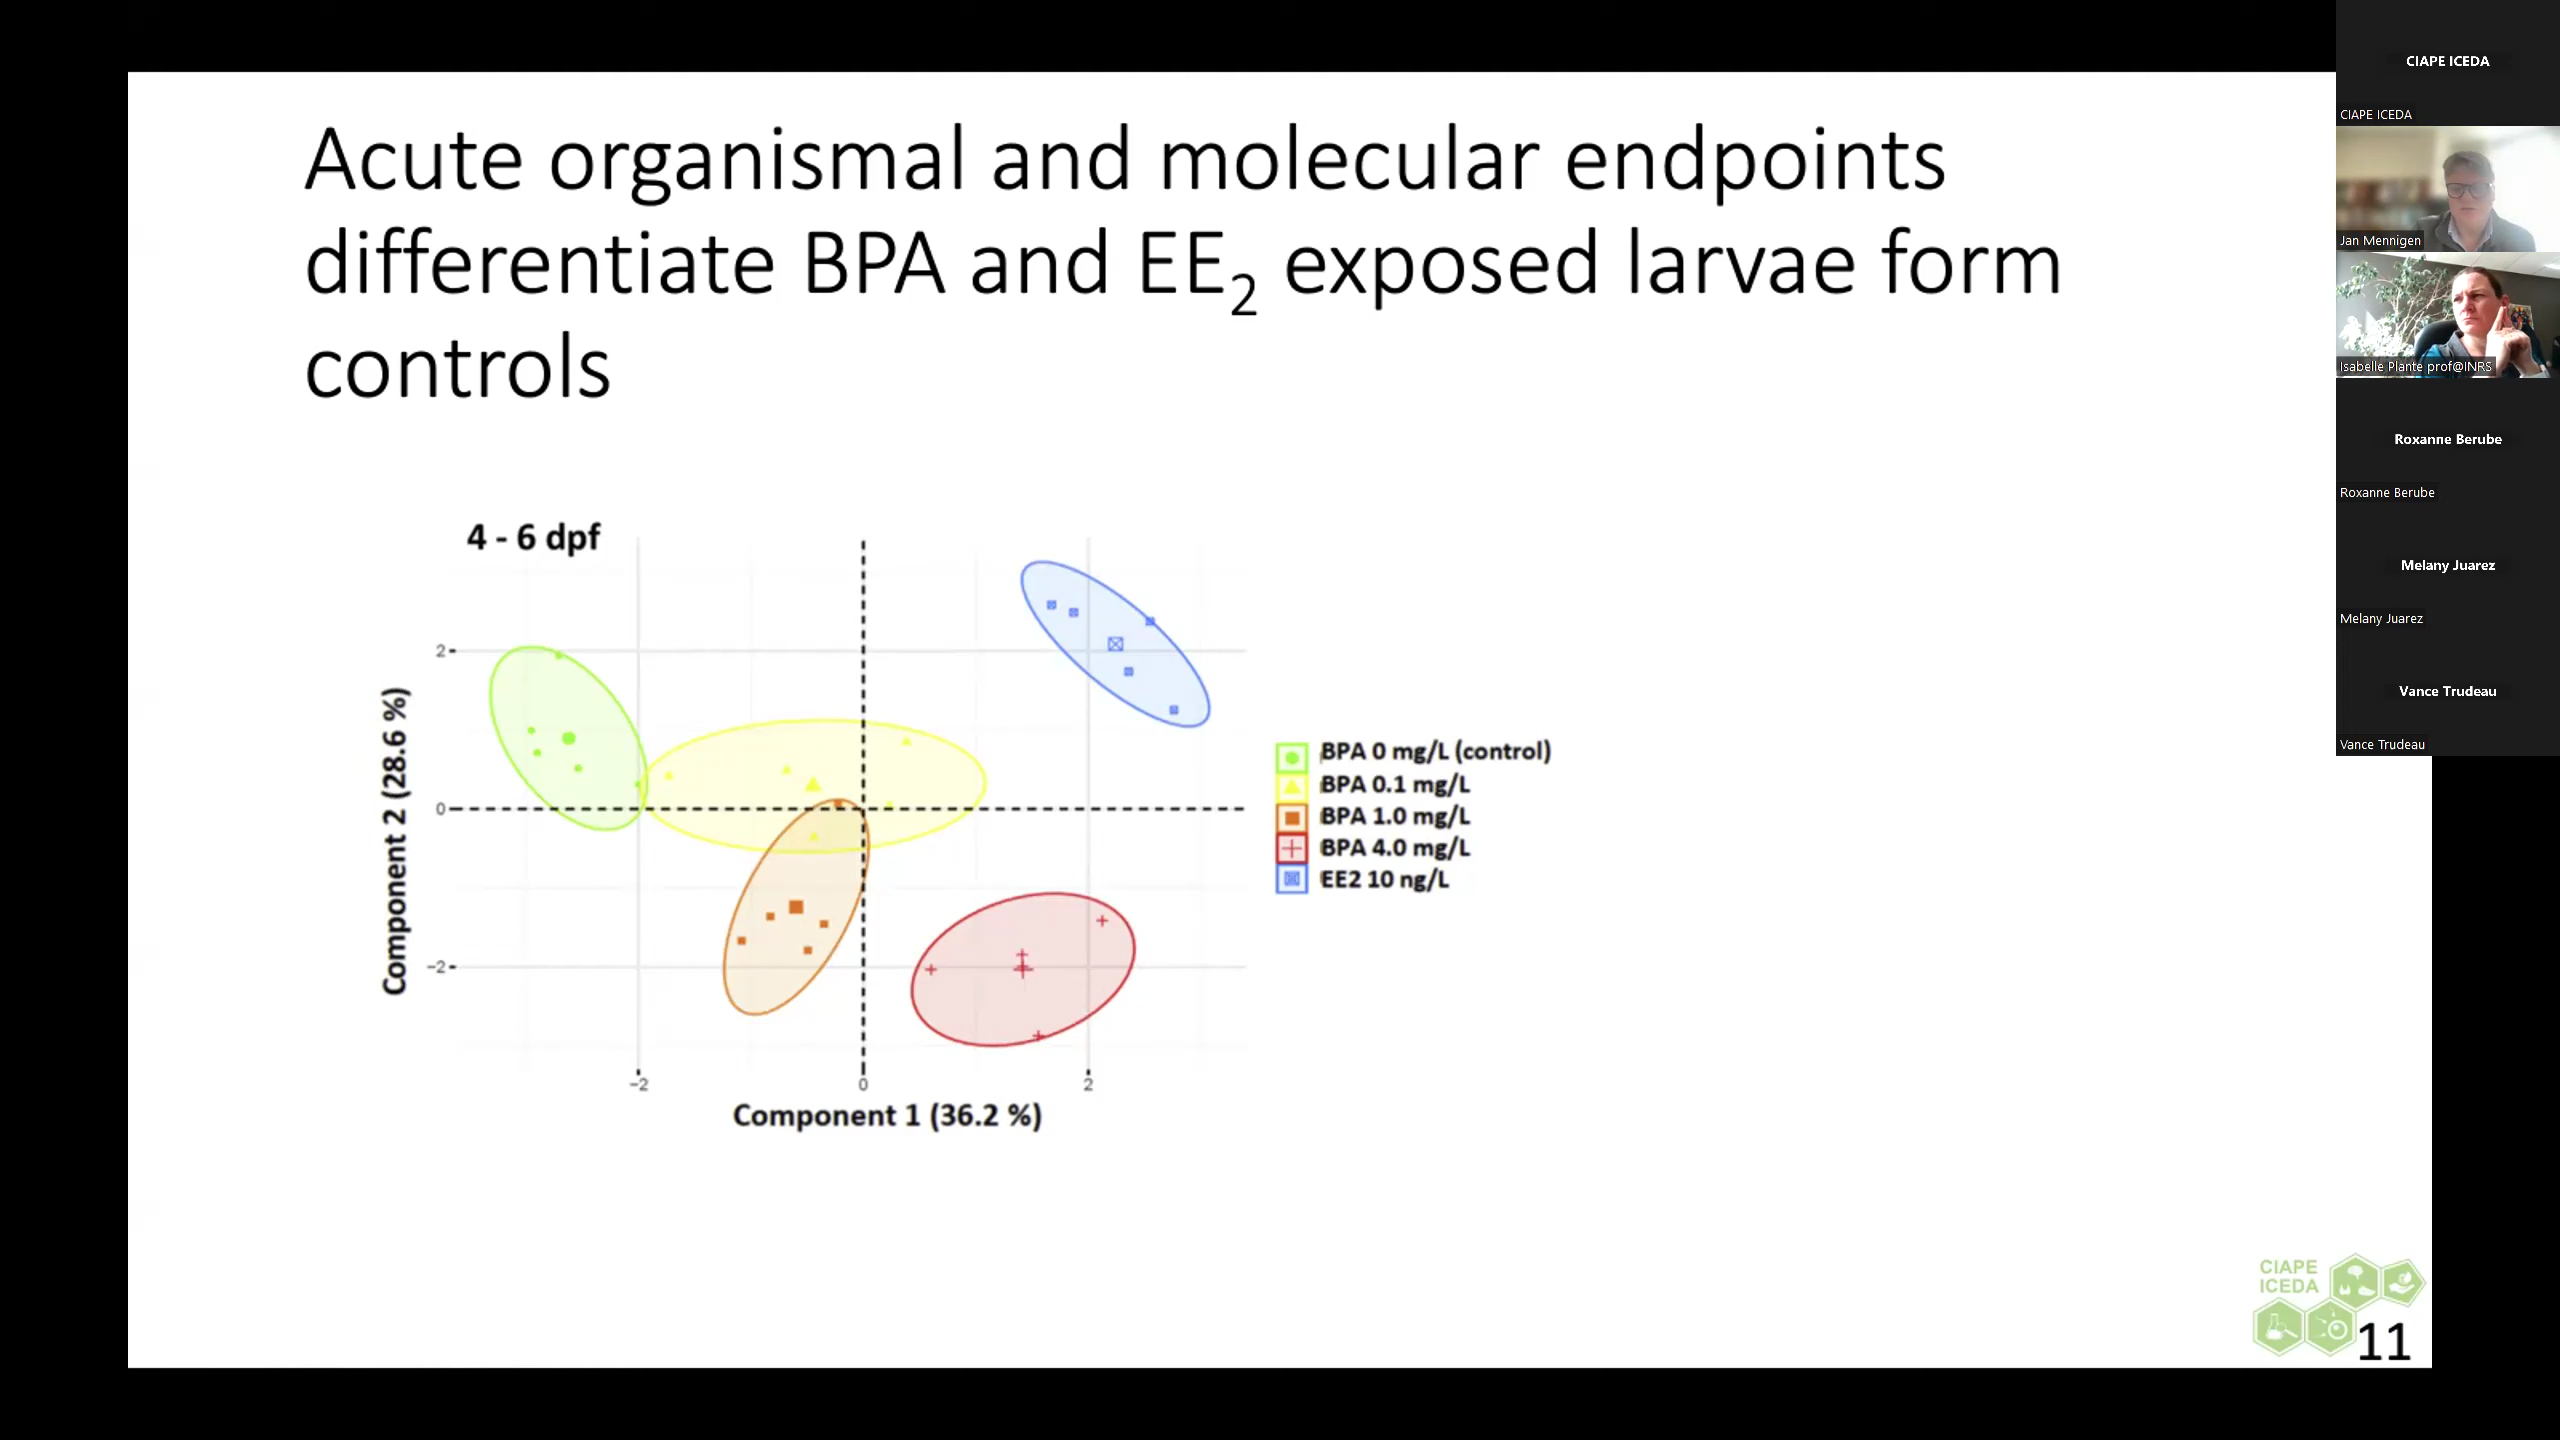 Acute organismal and molecular endpoints
differentiate BPA and EE2 exposed larvae form
controls
4 - 6 dpf
Component 2 (28.6 %)
2
0
-2
-2
0
2
Component 1 (36.2 %)
BPA 0 mg/L (control)
BPA 0.1 mg/L
BPA 1.0 mg/L
BPA 4.0 mg/L
EE2 10 ng/L
CIAPE
ICEDA
11
CIAPE ICEDA
CIAPE ICEDA
Jan Mennigen
Isabelle Plante prof@INRS
Roxanne Berube
Roxanne Berube
Melany Juarez
Melany Juarez
Vance Trudeau
Vance Trudeau